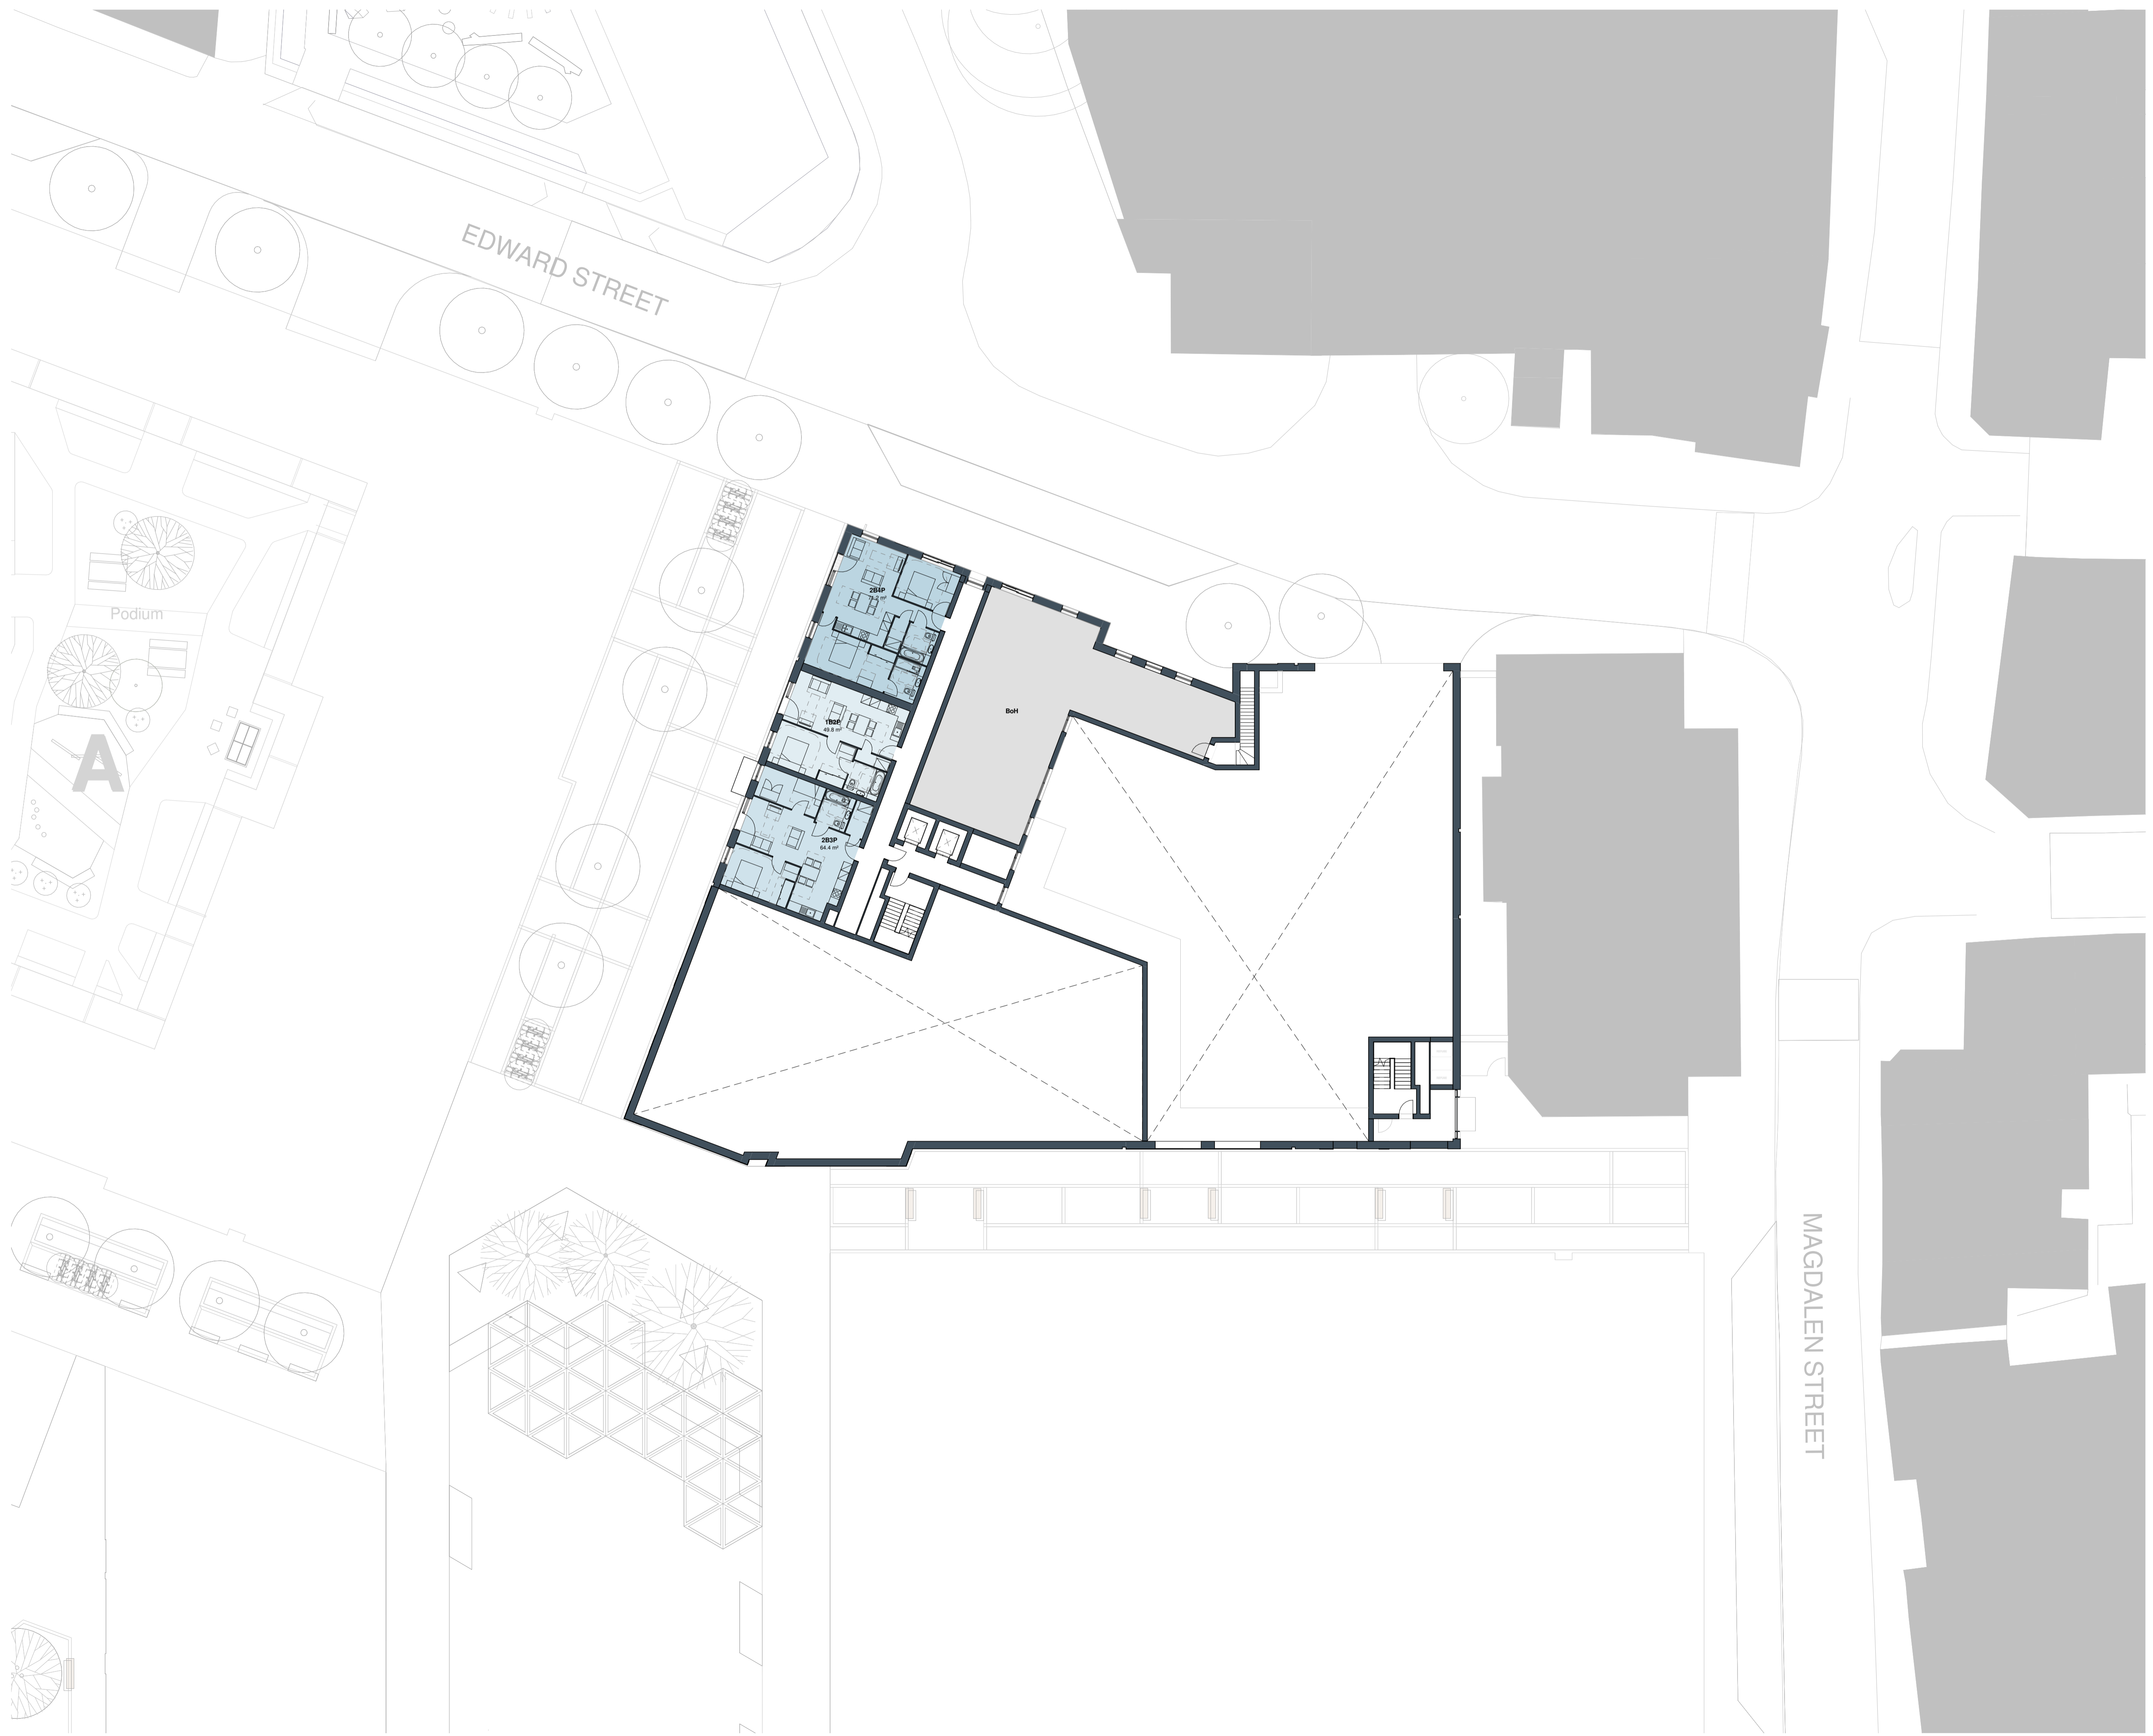 EDWARD STREET
2B4P
Podium
BoH
1B2P
49.8 m²
A
2B3P
64.4 m²
MAGDALEN STREET